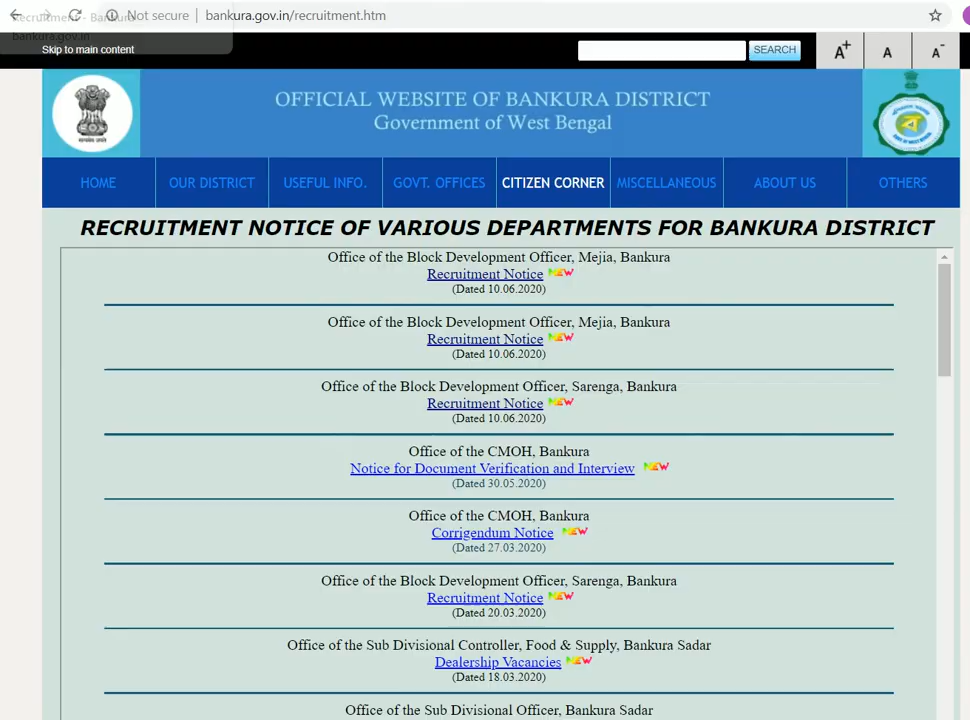 Not secure
bankura.gov.in/recruitment.htm
Recruitment - Bankura
bankura.gov.in
Skip to main content
SEARCH
A+
A
A-
OFFICIAL WEBSITE OF BANKURA DISTRICT
Government of West Bengal
HOME
OUR DISTRICT
USEFUL INFO.
GOVT. OFFICES
CITIZEN CORNER
MISCELLANEOUS
ABOUT US
OTHERS
RECRUITMENT NOTICE OF VARIOUS DEPARTMENTS FOR BANKURA DISTRICT
Office of the Block Development Officer, Mejia, Bankura
Recruitment Notice NEW
(Dated 10.06.2020)
Office of the Block Development Officer, Mejia, Bankura
Recruitment Notice NEW
(Dated 10.06.2020)
Office of the Block Development Officer, Sarenga, Bankura
Recruitment Notice NEW
(Dated 10.06.2020)
Office of the CMOH, Bankura
Notice for Document Verification and Interview NEW
(Dated 30.05.2020)
Office of the CMOH, Bankura
Corrigendum Notice NEW
(Dated 27.03.2020)
Office of the Block Development Officer, Sarenga, Bankura
Recruitment Notice NEW
(Dated 20.03.2020)
Office of the Sub Divisional Controller, Food & Supply, Bankura Sadar
Dealership Vacancies NEW
(Dated 18.03.2020)
Office of the Sub Divisional Officer, Bankura Sadar